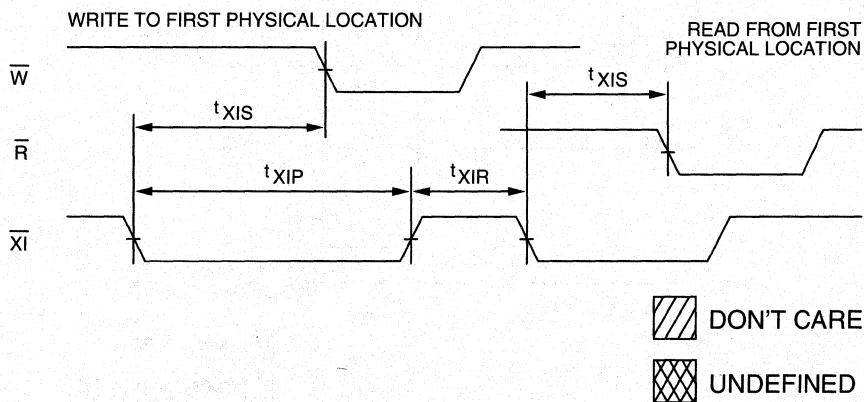 WRITE TO FIRST PHYSICAL LOCATION
READ FROM FIRST
PHYSICAL LOCATION
W
tXIS
tXIS
R
tXIP
tXIR
XI
DON'T CARE
UNDEFINED